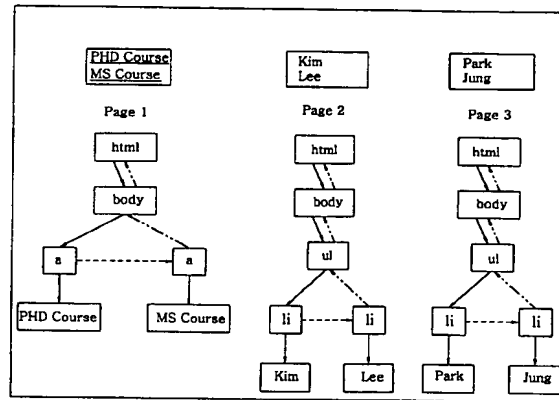 PHD Course
MS Course
Kim
Lee
Park
Jung
Page 1
Page 2
Page 3
html
html
html
body
body
body
ul
ul
a
a
li
li
li
li
PHD Course
MS Course
Kim
Lee
Park
Jung